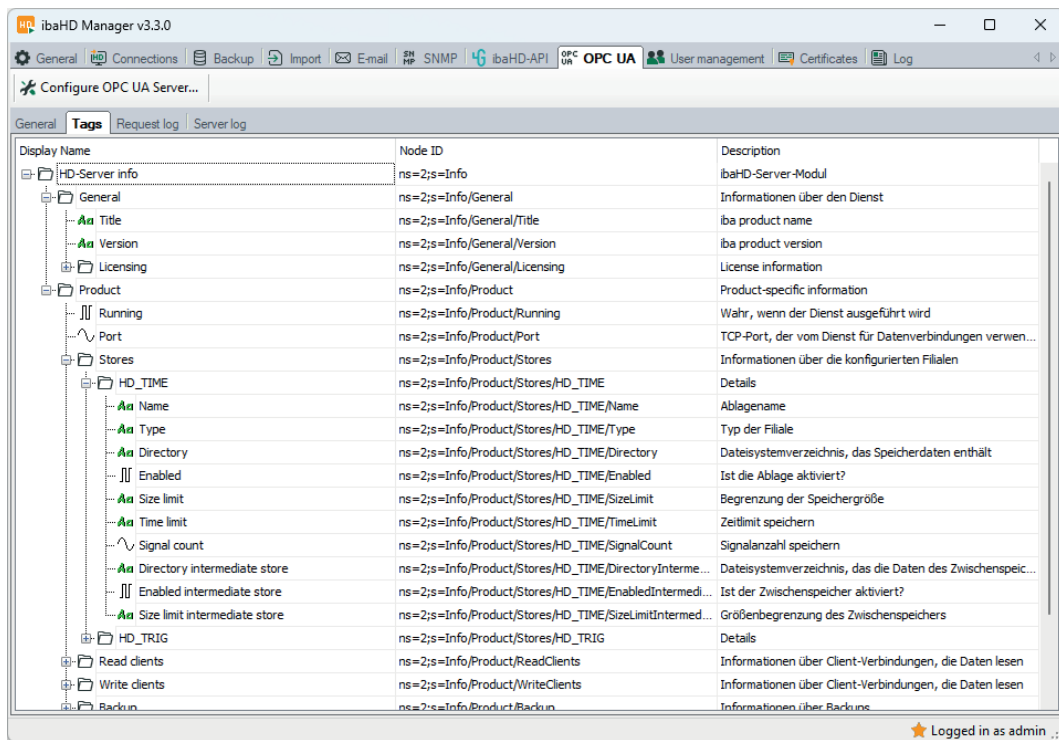 ibaHD Manager v3.3.0
General Connections Backup Import E-mail SNMP ibaHD-API OPC UA User management Certificates Log
Configure OPC UA Server...
General Tags Request log Server log
Display Name Node ID Description
HD-Server info ns=2;s=Info ibaHD-Server-Modul
General ns=2;s=Info/General Informationen über den Dienst
Title ns=2;s=Info/General/Title iba product name
Version ns=2;s=Info/General/Version iba product version
Licensing ns=2;s=Info/General/Licensing License information
Product ns=2;s=Info/Product Product-specific information
Running ns=2;s=Info/Product/Running Wahr, wenn der Dienst ausgeführt wird
Port ns=2;s=Info/Product/Port TCP-Port, der vom Dienst für Datenverbindungen verwen...
Stores ns=2;s=Info/Product/Stores Informationen über die konfigurierten Filialen
HD_TIME ns=2;s=Info/Product/Stores/HD_TIME Details
Name ns=2;s=Info/Product/Stores/HD_TIME/Name Ablagename
Type ns=2;s=Info/Product/Stores/HD_TIME/Type Typ der Filiale
Directory ns=2;s=Info/Product/Stores/HD_TIME/Directory Dateisystemverzeichnis, das Speicherdaten enthält
Enabled ns=2;s=Info/Product/Stores/HD_TIME/Enabled Ist die Ablage aktiviert?
Size limit ns=2;s=Info/Product/Stores/HD_TIME/SizeLimit Begrenzung der Speichergröße
Time limit ns=2;s=Info/Product/Stores/HD_TIME/TimeLimit Zeitlimit speichern
Signal count ns=2;s=Info/Product/Stores/HD_TIME/SignalCount Signalanzahl speichern
Directory intermediate store ns=2;s=Info/Product/Stores/HD_TIME/DirectoryInterme... Dateisystemverzeichnis, das die Daten des Zwischenspeic...
Enabled intermediate store ns=2;s=Info/Product/Stores/HD_TIME/EnabledIntermedi... Ist der Zwischenspeicher aktiviert?
Size limit intermediate store ns=2;s=Info/Product/Stores/HD_TIME/SizeLimitIntermed... Größenbegrenzung des Zwischenspeichers
HD_TRIG ns=2;s=Info/Product/Stores/HD_TRIG Details
Read clients ns=2;s=Info/Product/ReadClients Informationen über Client-Verbindungen, die Daten lesen
Write clients ns=2;s=Info/Product/WriteClients Informationen über Client-Verbindungen, die Daten lesen
Backup ns=2;s=Info/Product/Backup Informationen über Backups
Logged in as admin